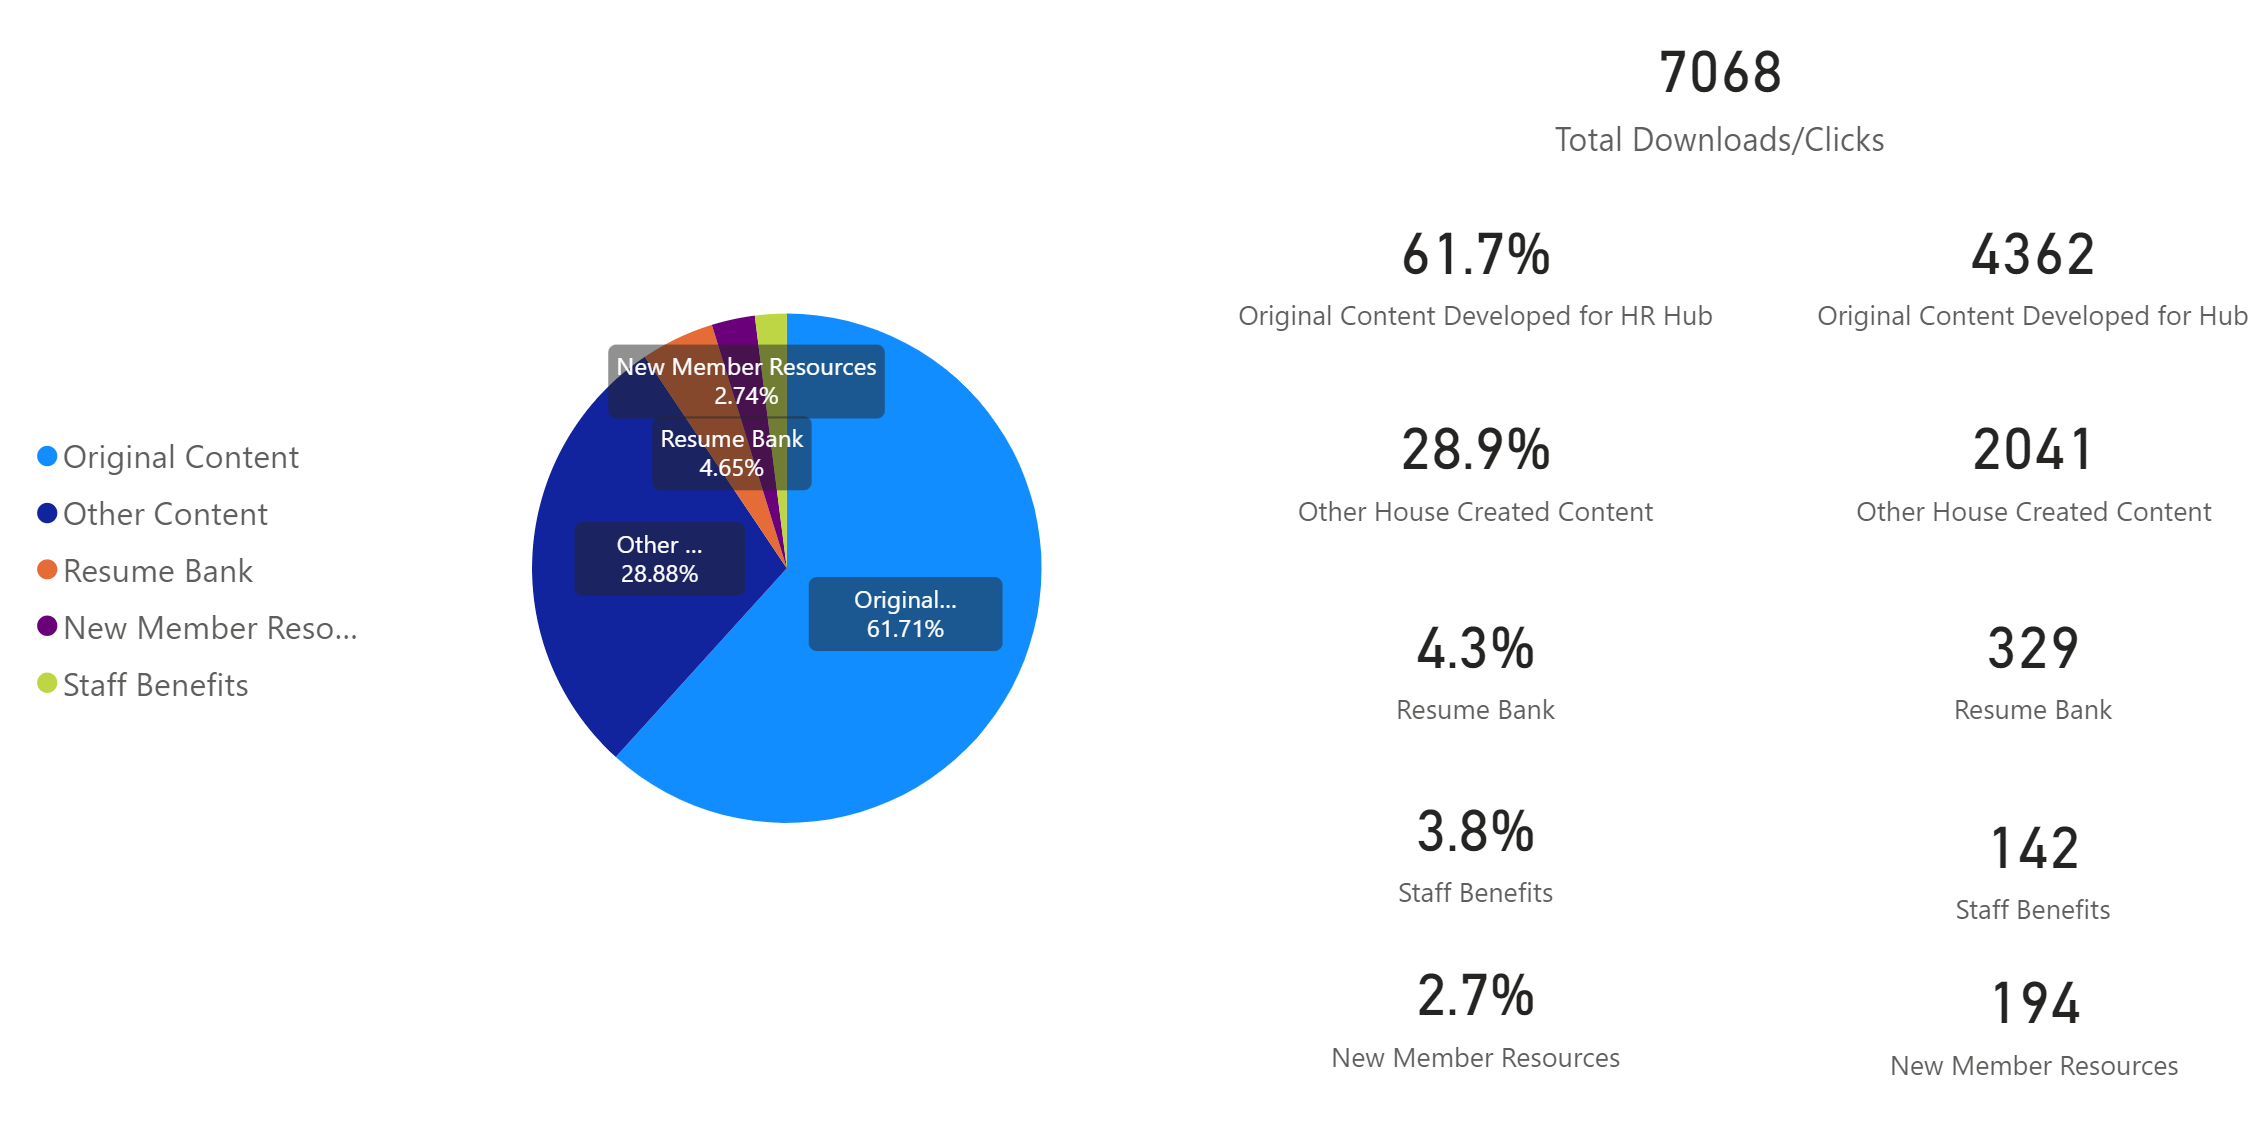 Original Content
Other Content
Resume Bank
New Member Reso...
Staff Benefits
New Member Resources
2.74%
Resume Bank
4.65%
Other ...
28.88%
Original...
61.71%
7068
Total Downloads/Clicks
61.7%
Original Content Developed for HR Hub
4362
Original Content Developed for Hub
28.9%
Other House Created Content
2041
Other House Created Content
4.3%
Resume Bank
329
Resume Bank
3.8%
Staff Benefits
142
Staff Benefits
2.7%
New Member Resources
194
New Member Resources